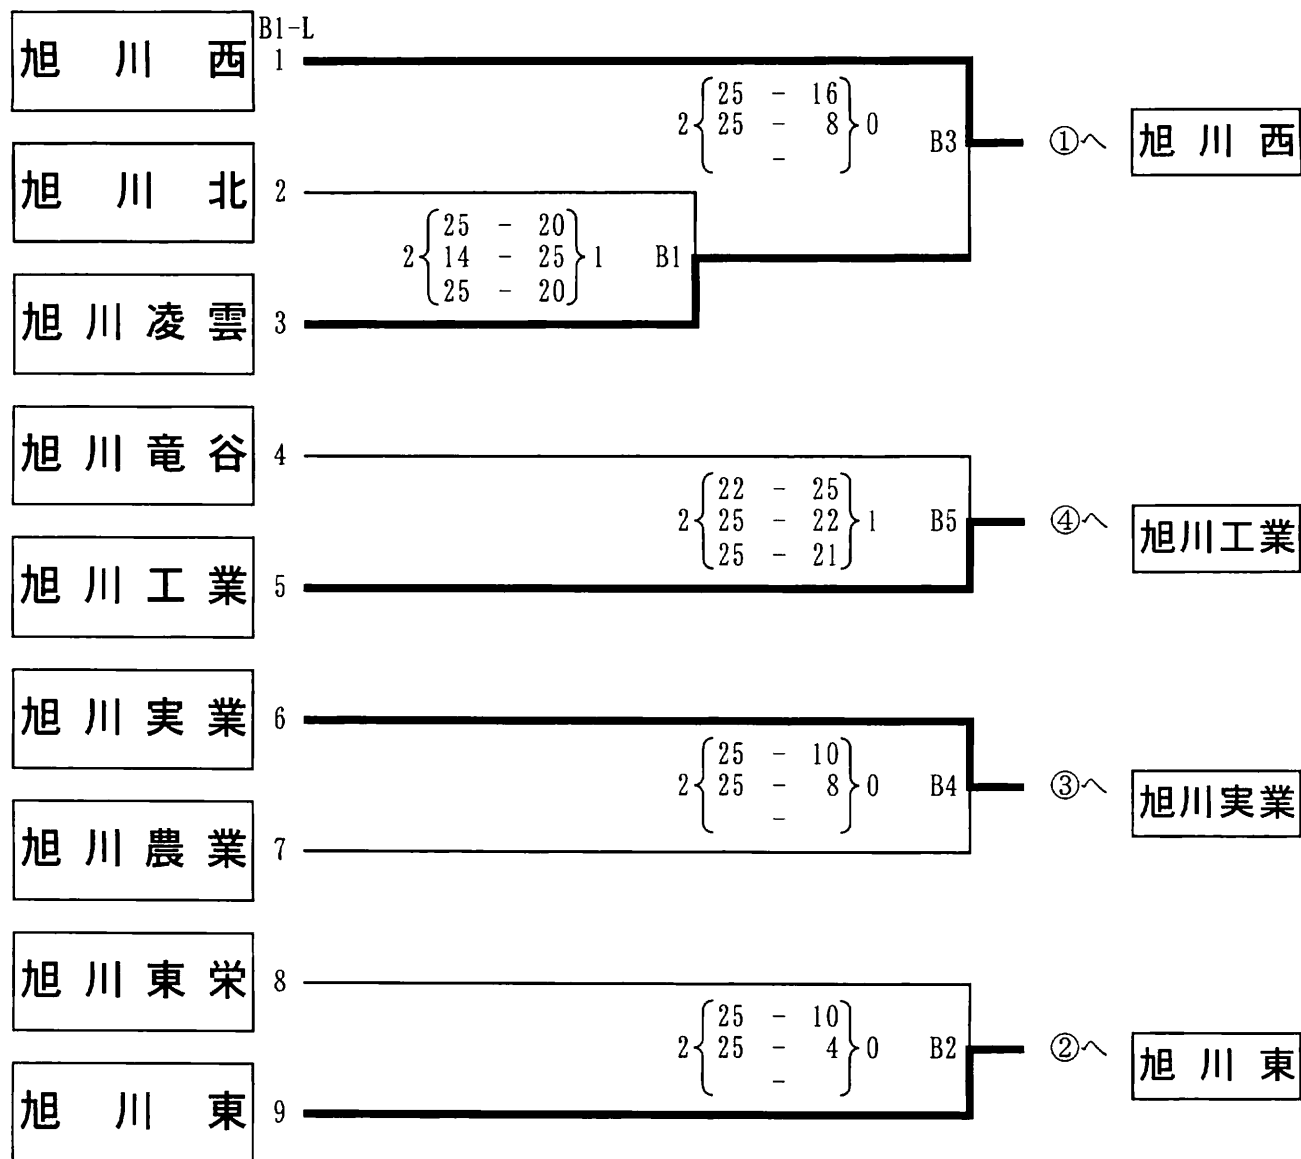 B1-L
旭川西 1
25 - 16
2 25 - 8 0 B3 ①へ 旭川西
-
旭川北 2
25 - 20
2 14 - 25 1 B1
25 - 20
旭川凌雲 3
旭川竜谷 4
22 - 25
2 25 - 22 1 B5 ④へ 旭川工業
25 - 21
旭川工業 5
旭川実業 6
25 - 10
2 25 - 8 0 B4 ③へ 旭川実業
-
旭川農業 7
旭川東栄 8
25 - 10
2 25 - 4 0 B2 ②へ 旭川東
-
旭川東 9